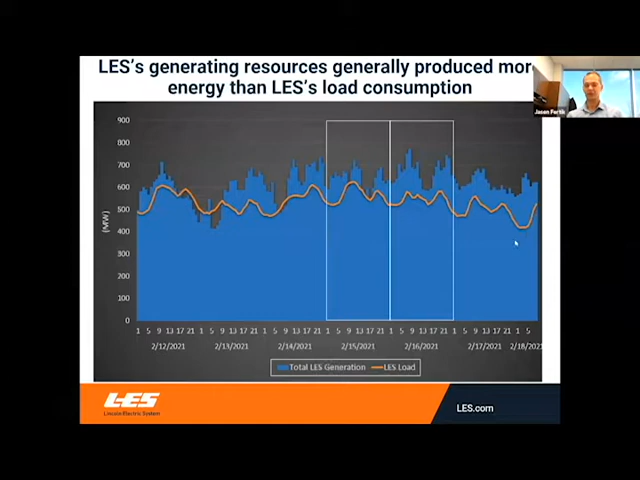 LES's generating resources generally produced more
energy than LES's load consumption
Jason Fortik
900
800
700
600
500
400
300
200
100
0
(MW)
1 5 9 13 17 21 1 5 9 13 17 21 1 5 9 13 17 21 1 5 9 13 17 21 1 5 9 13 17 21 1 5 9 13 17 21 1 5
2/12/2021 2/13/2021 2/14/2021 2/15/2021 2/16/2021 2/17/2021 2/18/2021
Total LES Generation LES Load
LES
Lincoln Electric System
LES.com